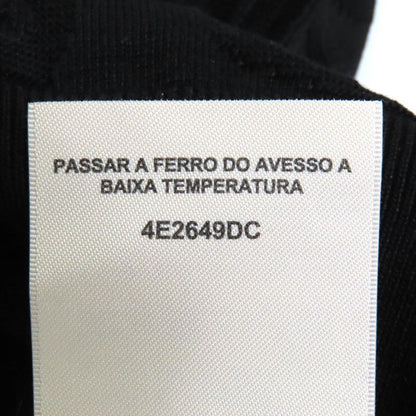 PASSAR A FERRO DO AVESSO A
BAIXA TEMPERATURA
4E2649DC